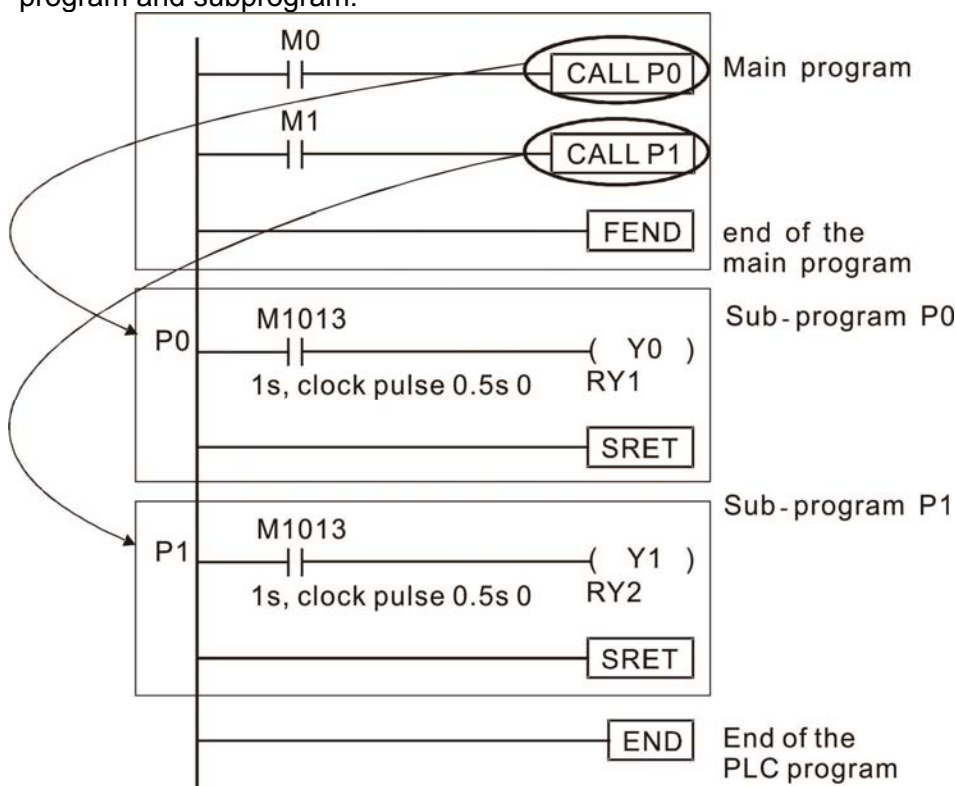 program and subprogram.
M0
CALL P0
Main program
M1
CALL P1
FEND
end of the
main program
Sub-program P0
P0
M1013
( Y0 )
1s, clock pulse 0.5s 0
RY1
SRET
Sub-program P1
P1
M1013
( Y1 )
1s, clock pulse 0.5s 0
RY2
SRET
END
End of the
PLC program